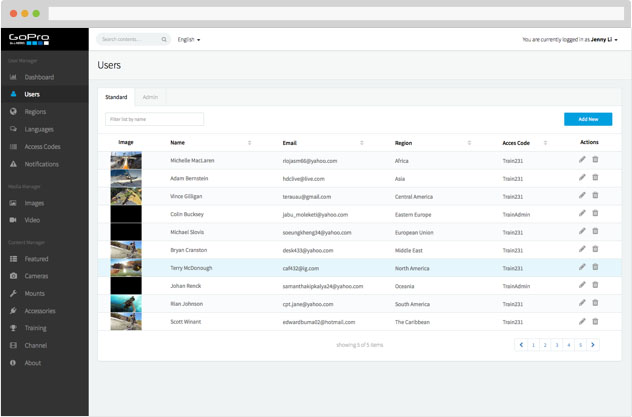 GoPro
Search contents...
English
You are currently logged in as Jenny Li
User Manager
Dashboard
Users
Regions
Languages
Access Codes
Notifications
Media Manager
Images
Video
Content Manager
Featured
Cameras
Mounts
Accessories
Training
Channel
About
Users
Standard Admin
Filter list by name
Add New
Image Name Email Region Acces Code Actions
Michelle MacLaren riojasm65@yahoo.com Africa Train231
Adam Bernstein hdclive@live.com Asia Train231
Vince Gilligan terauau@gmail.com Central America Train231
Colin Bucksey jabu_moleketi@yahoo.com Eastern Europe TrainAdmin
Michael Slovis soeungkheng34@yahoo.com European Union Train231
Bryan Cranston desk433@yahoo.com Middle East Train231
Terry McDonough caf432@ig.com North America Train231
Johan Renck samanthakipkalya24@yahoo.com Oceania TrainAdmin
Rian Johnson cpt.jane@yahoo.com South America Train231
Scott Winant edwardbuma02@hotmail.com The Caribbean Train231
showing 5 of 5 items
1 2 3 4 5